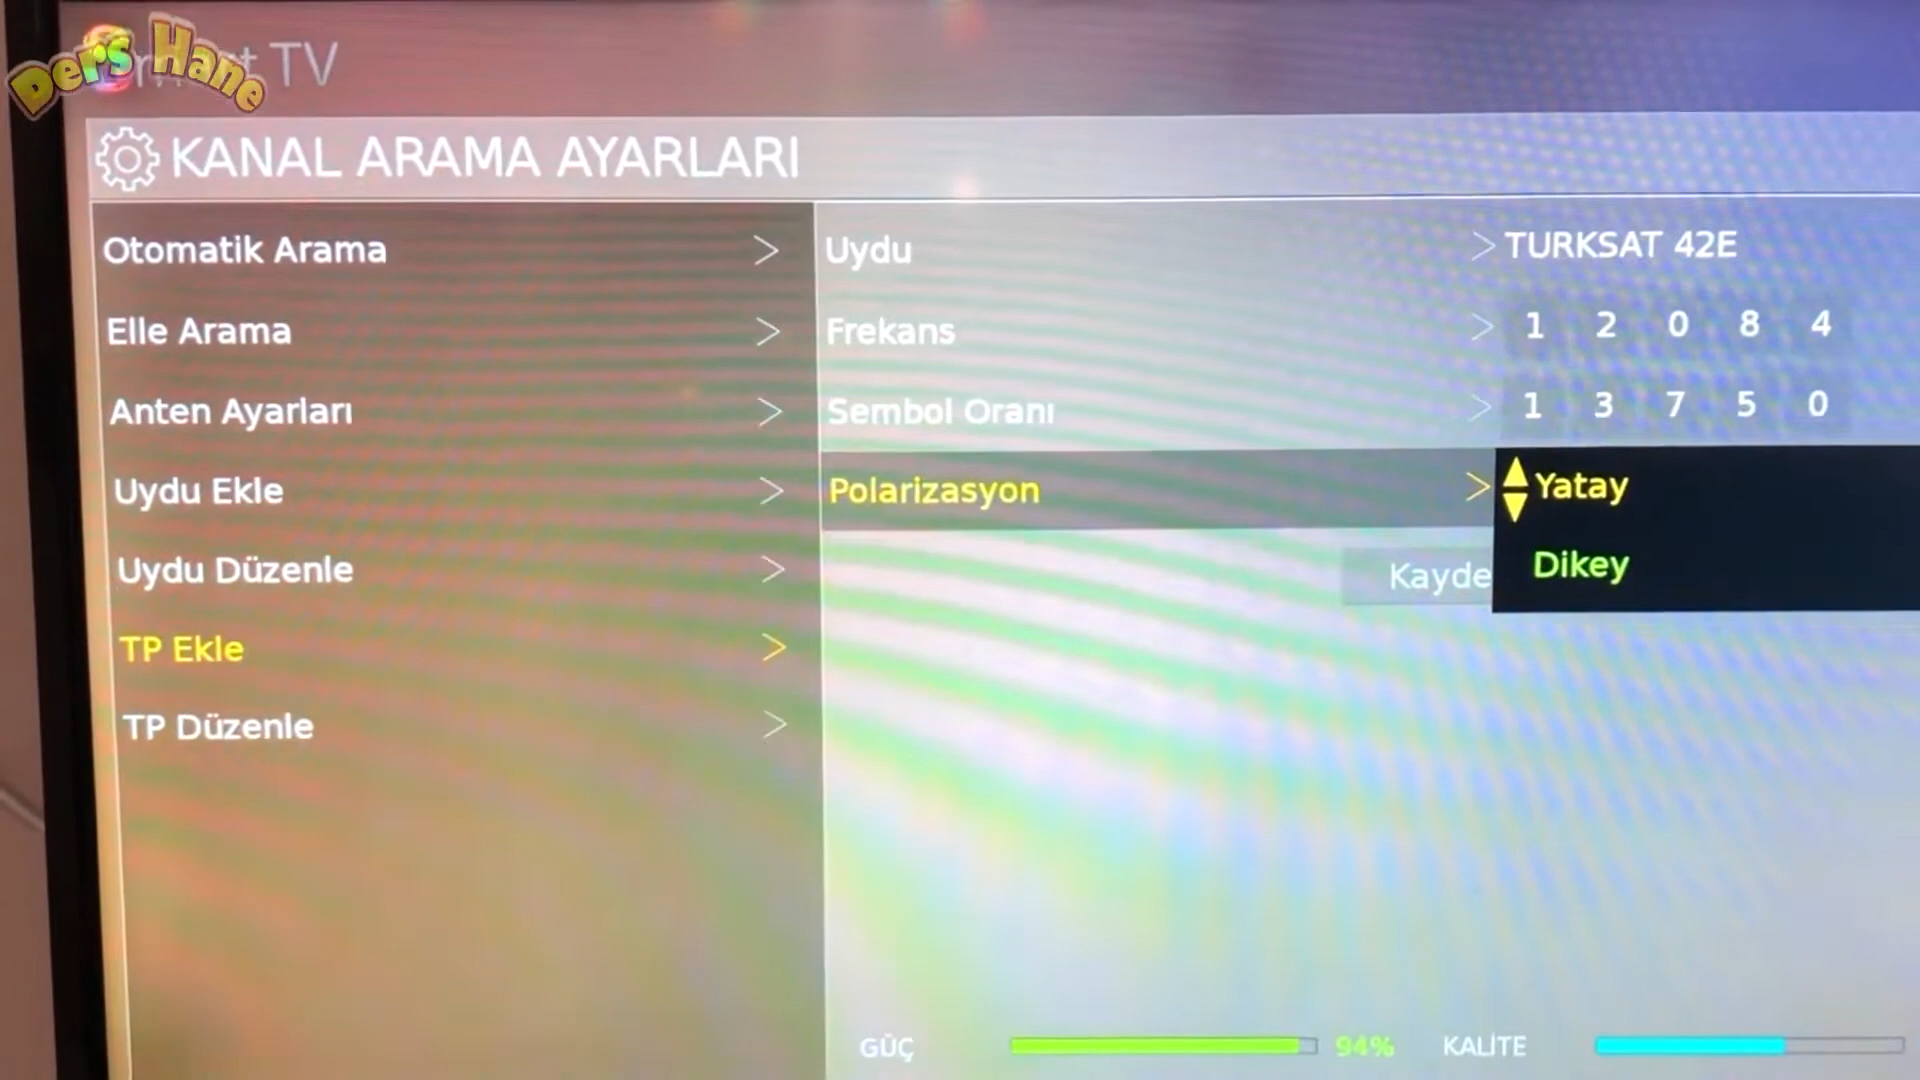 Ders Hane
TV
KANAL ARAMA AYARLARI
Otomatik Arama >
Elle Arama >
Anten Ayarları >
Uydu Ekle >
Uydu Düzenle >
TP Ekle >
TP Düzenle >
Uydu > TURKSAT 42E
Frekans > 1 2 0 8 4
Sembol Oranı > 1 3 7 5 0
Polarizasyon > Yatay
Dikey
Kayde
GÜÇ 94% KALİTE